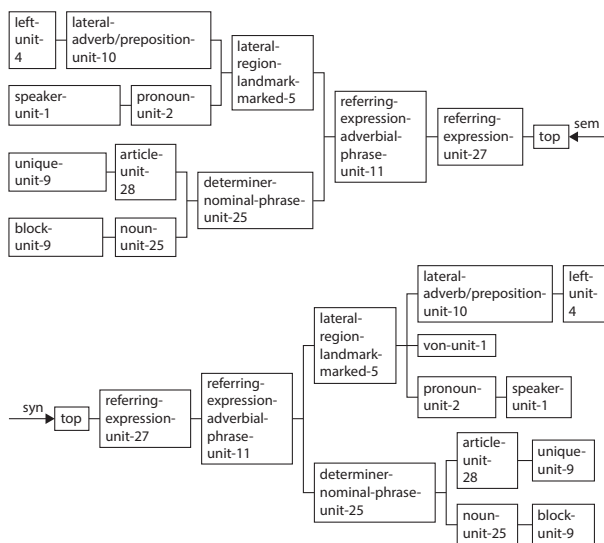 left-
unit-
4
lateral-
adverb/preposition-
unit-10
lateral-
region-
landmark-
marked-5
speaker-
unit-1
pronoun-
unit-2
referring-
expression-
adverbial-
phrase-
unit-11
referring-
expression-
unit-27
top
sem
unique-
unit-9
article-
unit-
28
determiner-
nominal-phrase-
unit-25
block-
unit-9
noun-
unit-25
syn
top
referring-
expression-
unit-27
referring-
expression-
adverbial-
phrase-
unit-11
lateral-
region-
landmark-
marked-5
lateral-
adverb/preposition-
unit-10
left-
unit-
4
von-unit-1
pronoun-
unit-2
speaker-
unit-1
determiner-
nominal-phrase-
unit-25
article-
unit-
28
unique-
unit-9
noun-
unit-25
block-
unit-9